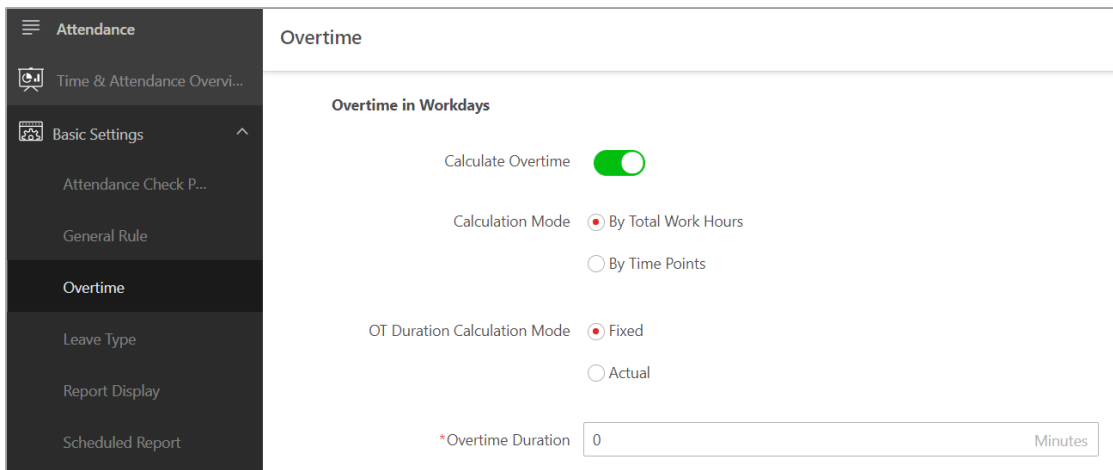 Attendance
Time & Attendance Overvi...
Basic Settings
Attendance Check P...
General Rule
Overtime
Leave Type
Report Display
Scheduled Report
Overtime
Overtime in Workdays
Calculate Overtime
Calculation Mode By Total Work Hours
By Time Points
OT Duration Calculation Mode Fixed
Actual
*Overtime Duration 0 Minutes